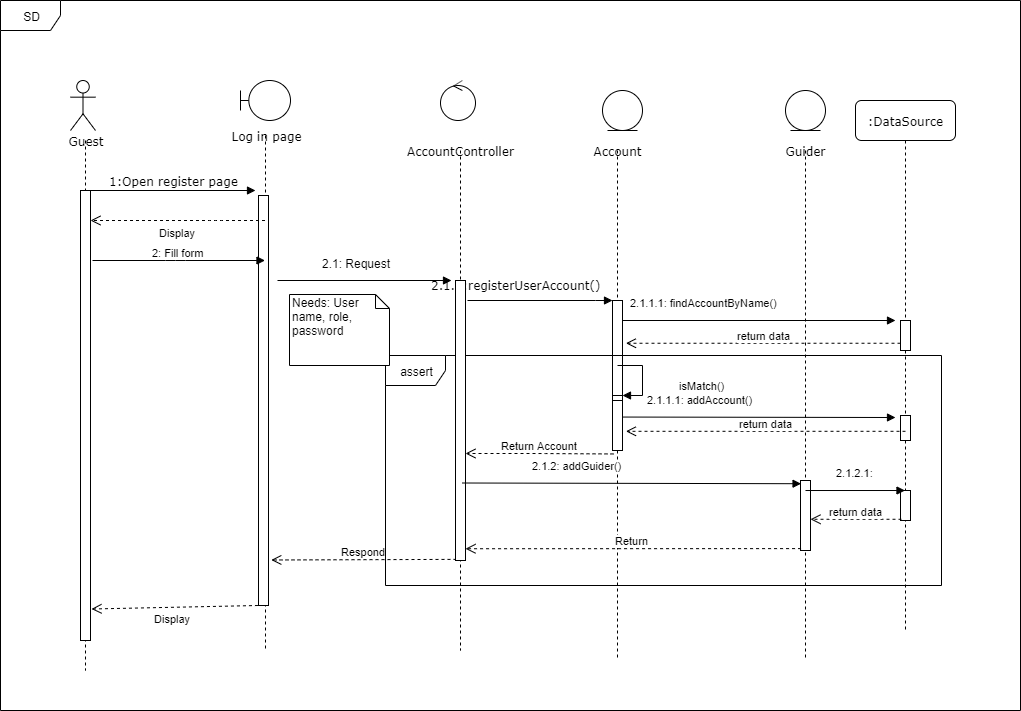 SD
Guest
Log in page
AccountController
Account
Guider
:DataSource
1:Open register page
Display
2: Fill form
2.1: Request
2.1. registerUserAccount()
Needs: User
name, role,
password
2.1.1.1: findAccountByName()
return data
assert
isMatch()
2.1.1.1: addAccount()
return data
Return Account
2.1.2: addGuider()
2.1.2.1:
return data
Return
Respond
Display